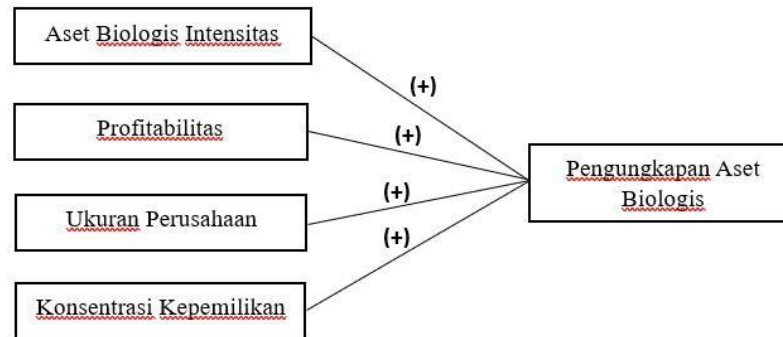 Aset Biologis Intensitas
(+)
Profitabilitas
(+)
Pengungkapan Aset
Biologis
(+)
Ukuran Perusahaan
(+)
Konsentrasi Kepemilikan